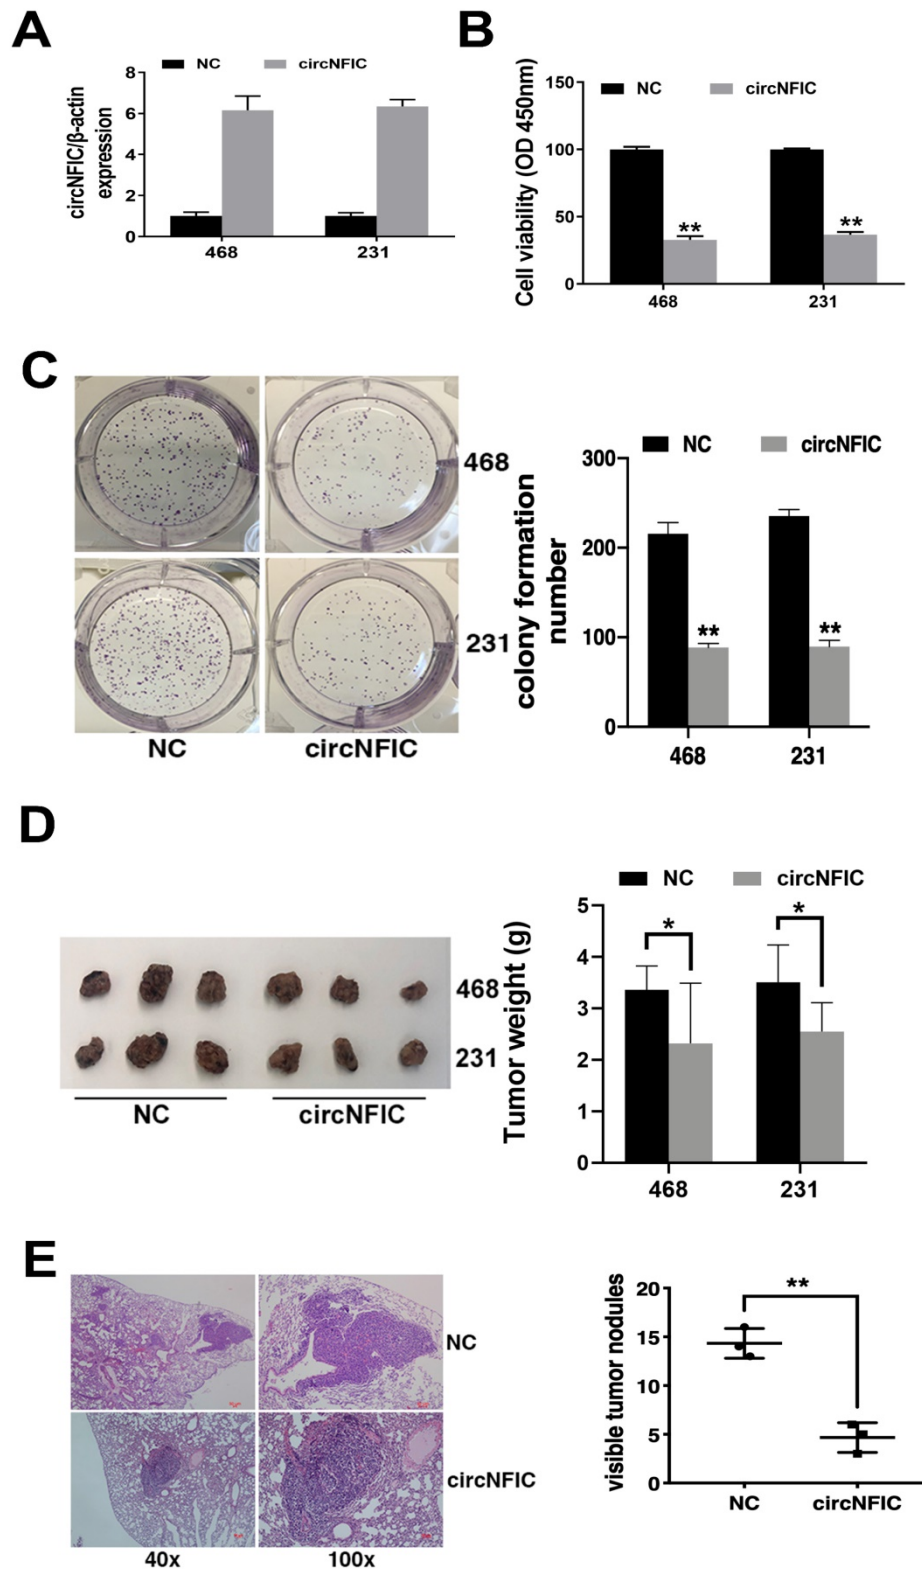 A
NC circNFIC
circNFIC/β-actin
expression
8
6
4
2
0
468 231
B
NC circNFIC
Cell viability (OD 450nm)
150
100
50
0
** **
468 231
C
468
231
NC circNFIC
NC circNFIC
colony formation
number
300
200
100
0
** **
468 231
D
468
231
NC circNFIC
NC circNFIC
Tumor weight (g)
5
4
3
2
1
0
* *
468 231
E
NC
circNFIC
40x 100x
visible tumor nodules
20
15
10
5
0
**
NC circNFIC